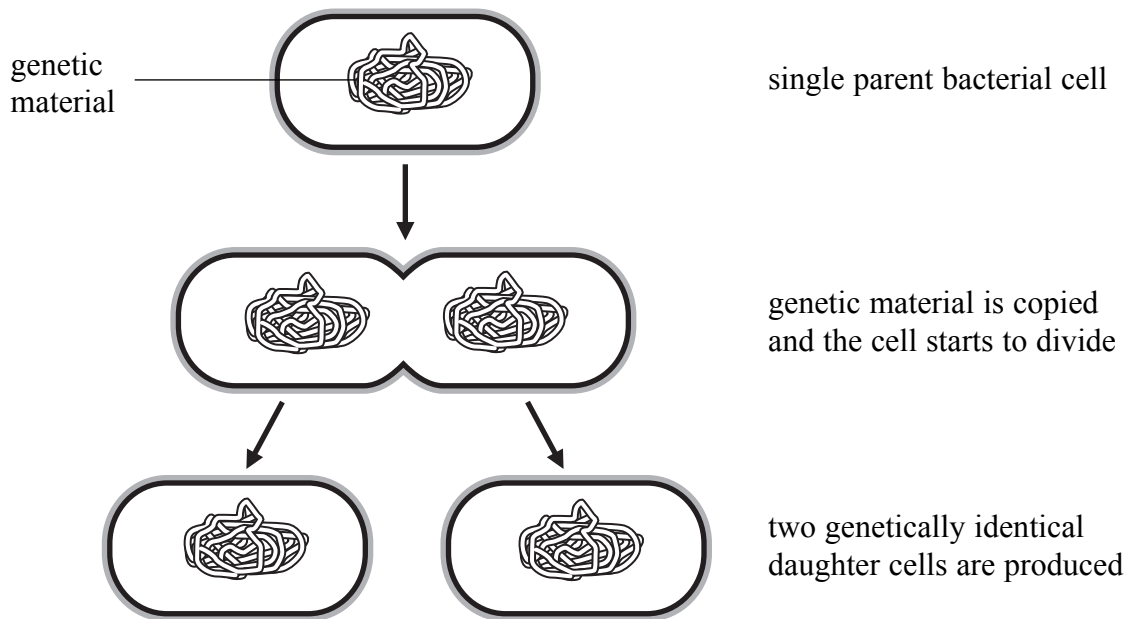 genetic
material
single parent bacterial cell
genetic material is copied
and the cell starts to divide
two genetically identical
daughter cells are produced